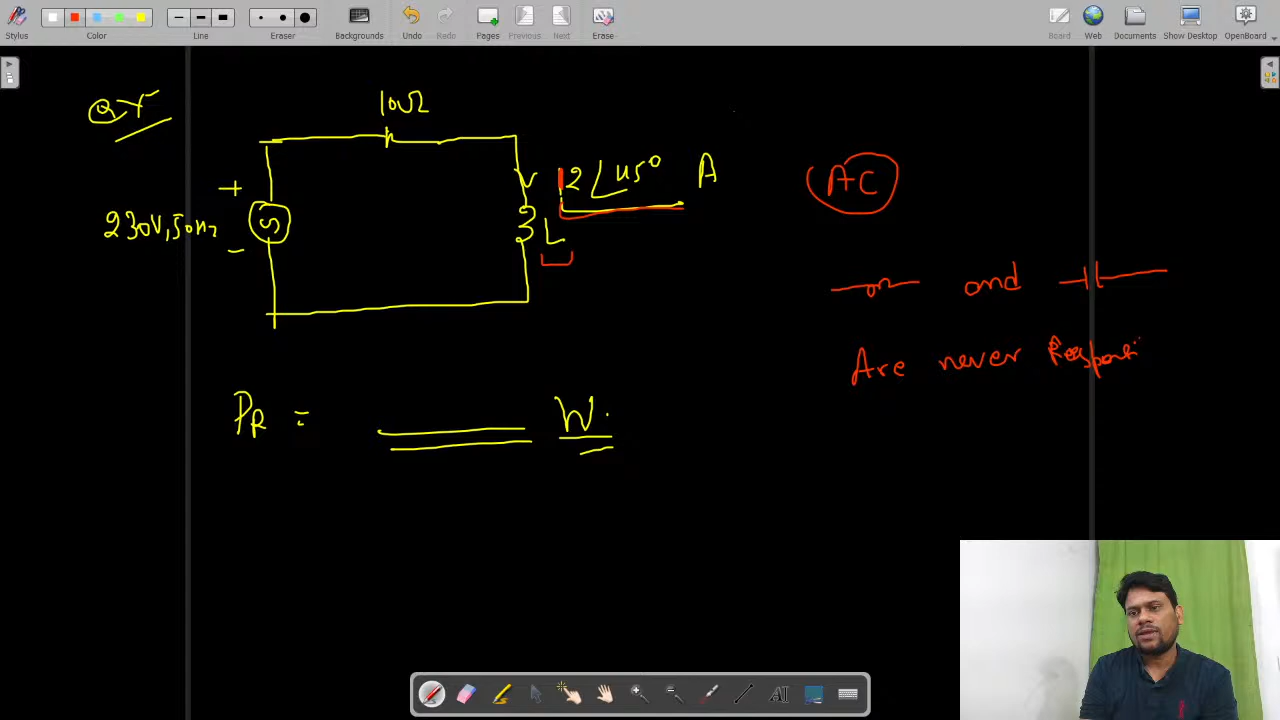 Stylus
Color
Line
Eraser
Backgrounds
Undo
Redo
Pages
Previous
Next
Erase
Board
Web
Documents
Show Desktop
OpenBoard
10Ω
+
230V, 50Hz
-
2∠45° A
L
PR = W.
AC
and
Are never